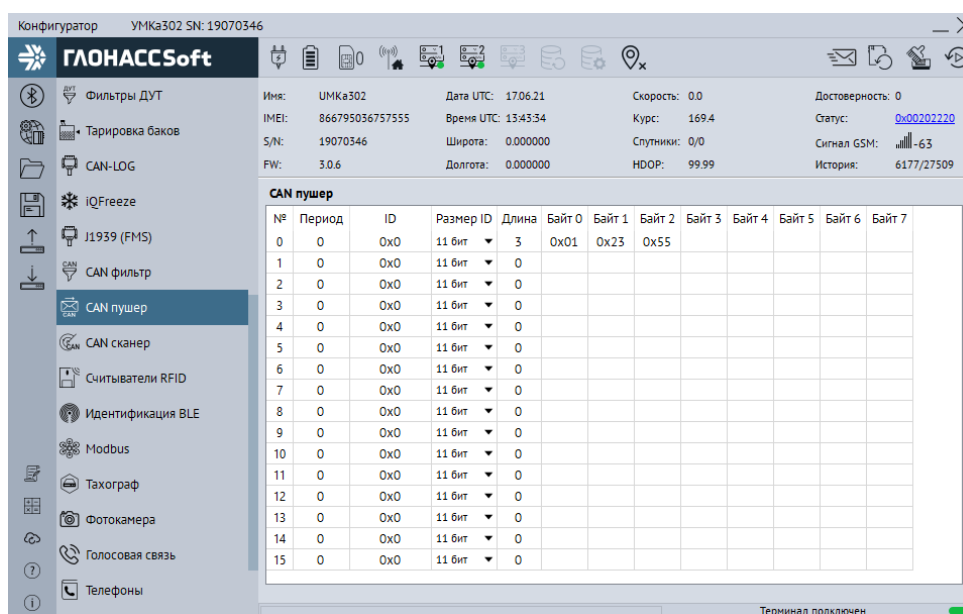 Конфигуратор УМКа302 SN: 19070346
ГЛОНАССSoft
0 1 2
Фильтры ДУТ
Тарировка баков
CAN-LOG
iQFreeze
J1939 (FMS)
CAN фильтр
CAN пушер
CAN сканер
Считыватели RFID
Идентификация BLE
Modbus
Тахограф
Фотокамера
Голосовая связь
Телефоны
Имя: UMKa302 Дата UTC: 17.06.21 Скорость: 0.0 Достоверность: 0
IMEI: 866795036757555 Время UTC: 13:43:34 Курс: 169.4 Статус: 0x00202220
S/N: 19070346 Широта: 0.000000 Спутники: 0/0 Сигнал GSM: -63
FW: 3.0.6 Долгота: 0.000000 HDOP: 99.99 История: 6177/27509
CAN пушер
№ Период ID Размер ID Длина Байт 0 Байт 1 Байт 2 Байт 3 Байт 4 Байт 5 Байт 6 Байт 7
0 0 0x0 11 бит 3 0x01 0x23 0x55
1 0 0x0 11 бит 0
2 0 0x0 11 бит 0
3 0 0x0 11 бит 0
4 0 0x0 11 бит 0
5 0 0x0 11 бит 0
6 0 0x0 11 бит 0
7 0 0x0 11 бит 0
8 0 0x0 11 бит 0
9 0 0x0 11 бит 0
10 0 0x0 11 бит 0
11 0 0x0 11 бит 0
12 0 0x0 11 бит 0
13 0 0x0 11 бит 0
14 0 0x0 11 бит 0
15 0 0x0 11 бит 0
Терминал подключен